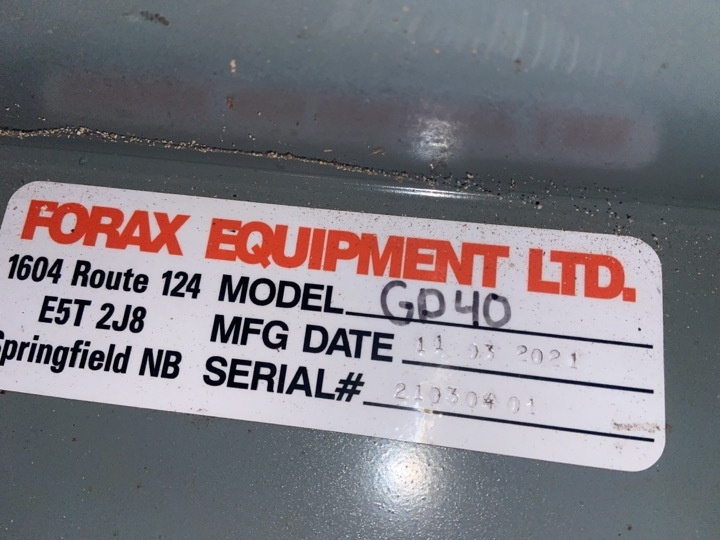 FORAX EQUIPMENT LTD.
1604 Route 124
E5T 2J8
Springfield NB
MODEL GD40
MFG DATE 11 03 2021
SERIAL# 21030401